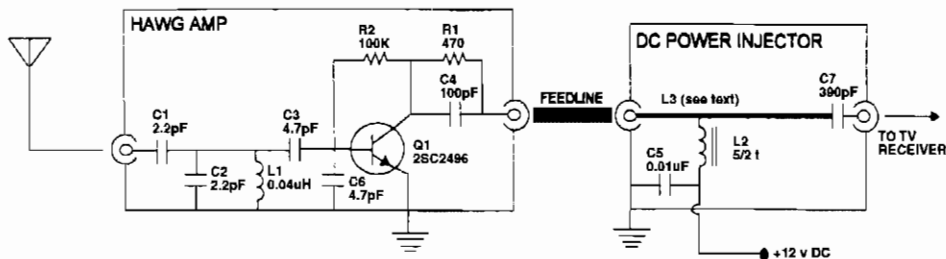 HAWG AMP
DC POWER INJECTOR
R2
100K
R1
470
C4
100pF
C1
2.2pF
C3
4.7pF
Q1
2SC2496
C2
2.2pF
L1
0.04uH
C6
4.7pF
FEEDLINE
L3 (see text)
C7
390pF
TO TV
RECEIVER
L2
5/2 t
C5
0.01uF
+12 v DC